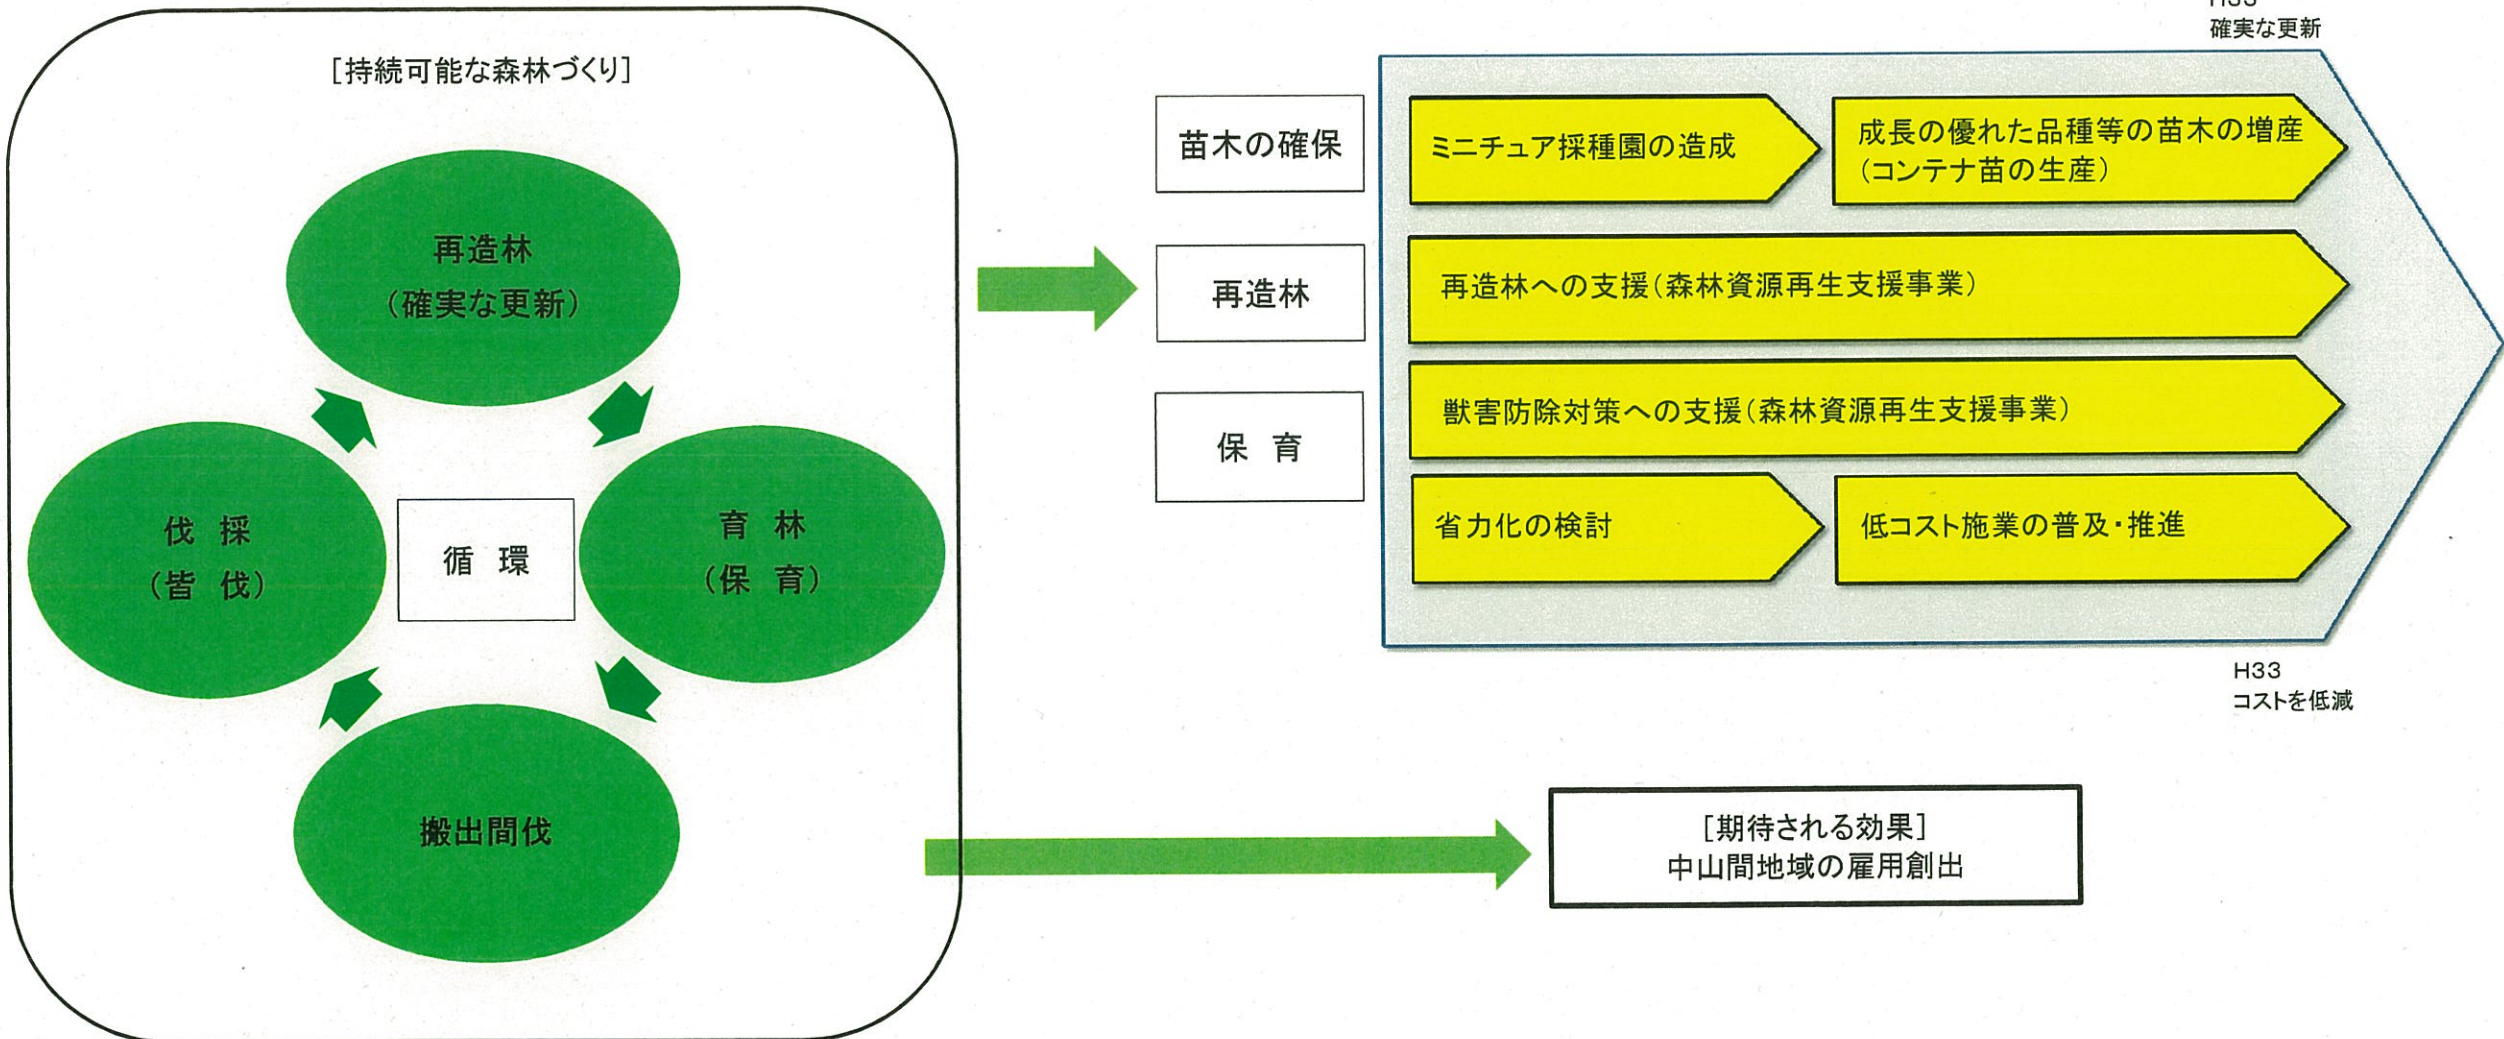 [持続可能な森林づくり]
再造林
(確実な更新)
伐 採
(皆 伐)
循 環
育 林
(保 育)
搬出間伐
H33
確実な更新
苗木の確保
ミニチュア採種園の造成
成長の優れた品種等の苗木の増産
(コンテナ苗の生産)
再造林
再造林への支援(森林資源再生支援事業)
獣害防除対策への支援(森林資源再生支援事業)
保 育
省力化の検討
低コスト施業の普及・推進
H33
コストを低減
[期待される効果]
中山間地域の雇用創出